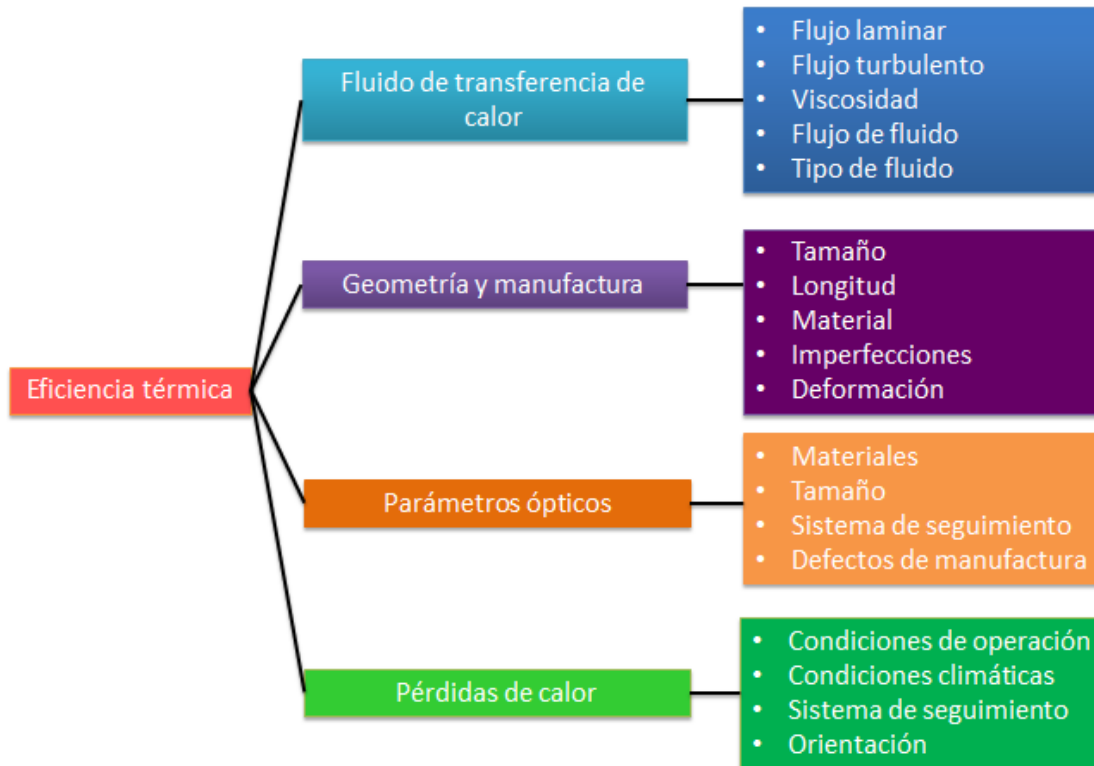 Eficiencia térmica
Fluido de transferencia de
calor
• Flujo laminar
• Flujo turbulento
• Viscosidad
• Flujo de fluido
• Tipo de fluido
Geometría y manufactura
• Tamaño
• Longitud
• Material
• Imperfecciones
• Deformación
Parámetros ópticos
• Materiales
• Tamaño
• Sistema de seguimiento
• Defectos de manufactura
Pérdidas de calor
• Condiciones de operación
• Condiciones climáticas
• Sistema de seguimiento
• Orientación